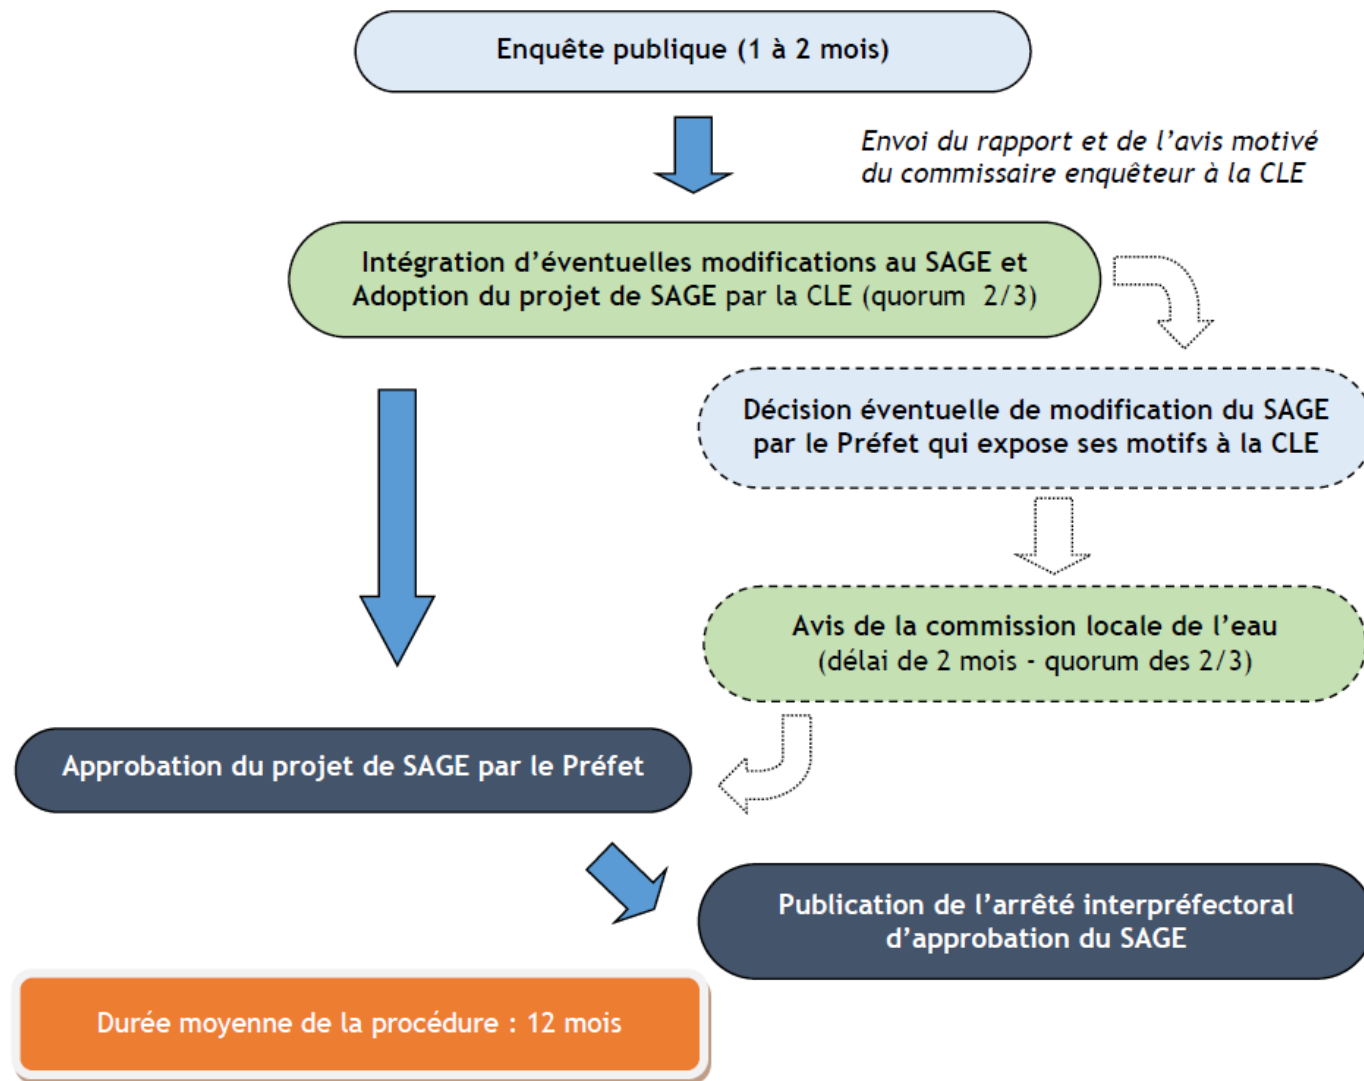 Enquête publique (1 à 2 mois)
Envoi du rapport et de l’avis motivé
du commissaire enquêteur à la CLE
Intégration d’éventuelles modifications au SAGE et
Adoption du projet de SAGE par la CLE (quorum 2/3)
Décision éventuelle de modification du SAGE
par le Préfet qui expose ses motifs à la CLE
Avis de la commission locale de l’eau
(délai de 2 mois - quorum des 2/3)
Approbation du projet de SAGE par le Préfet
Publication de l’arrêté interpréfectoral
d’approbation du SAGE
Durée moyenne de la procédure : 12 mois